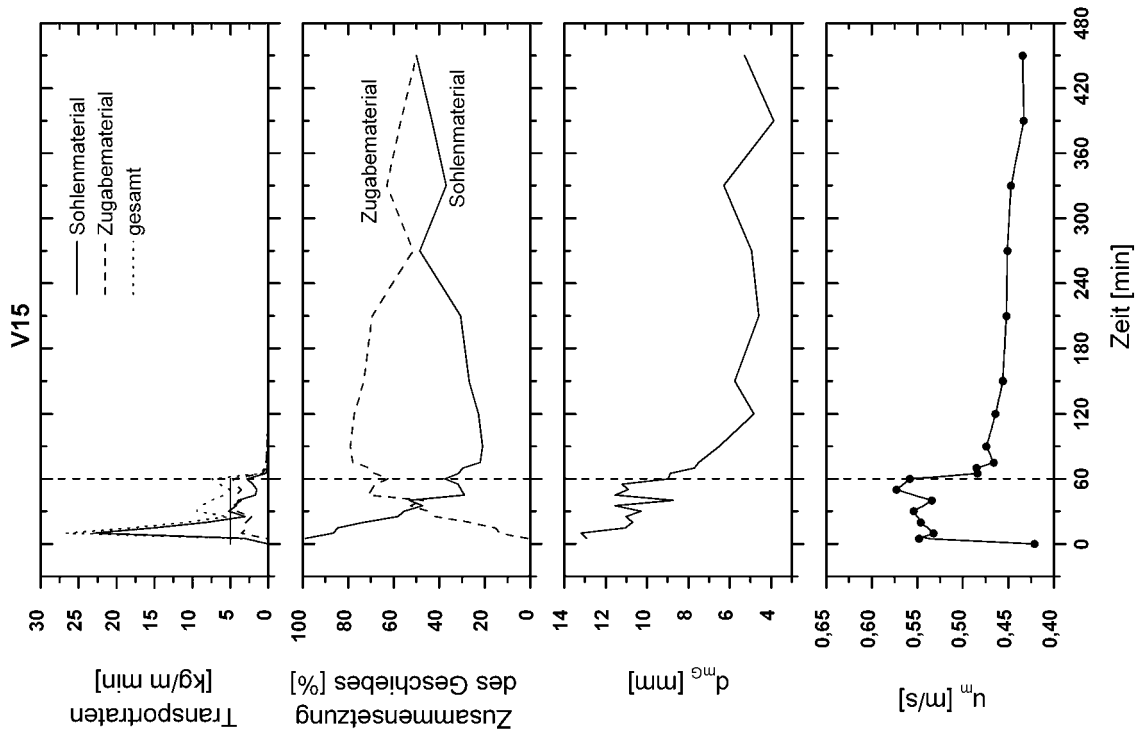 V15
Transportraten
[kg/m min]
30
25
20
15
10
5
0
Sohlenmaterial
Zugabematerial
gesamt
Zusammensetzung
des Geschiebes [%]
100
80
60
40
20
0
Zugabematerial
Sohlenmaterial
d_mG [mm]
14
12
10
8
6
4
u_m [m/s]
0,65
0,60
0,55
0,50
0,45
0,40
0 60 120 180 240 300 360 420 480
Zeit [min]